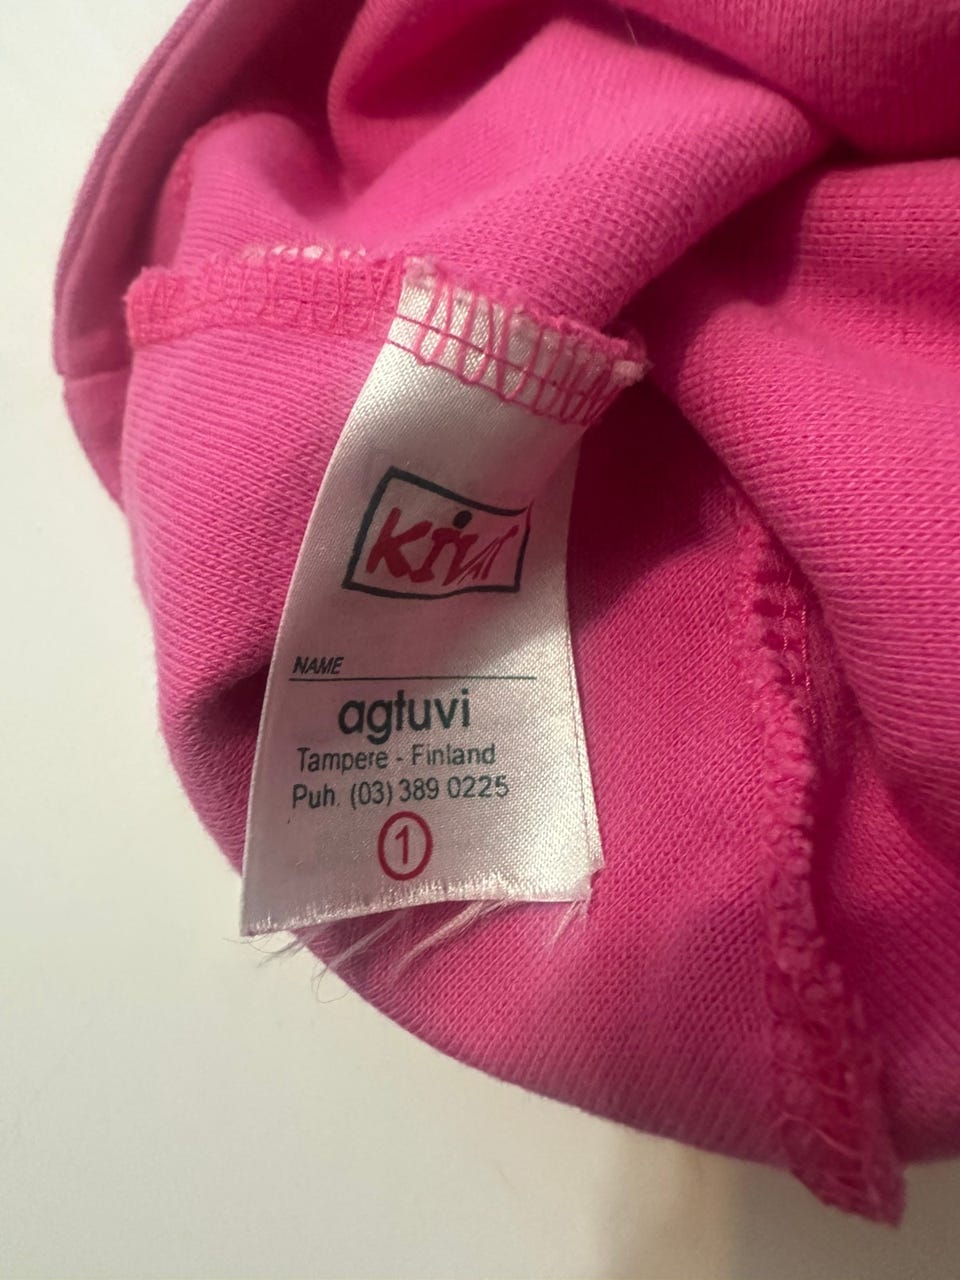 Kivat
NAME
agtuvi
Tampere - Finland
Puh. (03) 389 0225
1